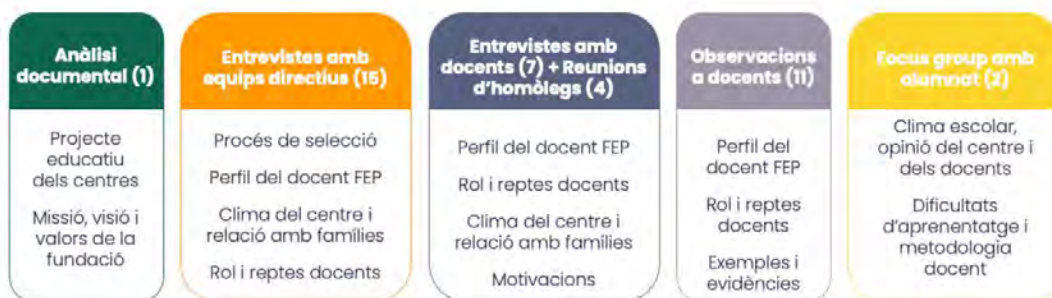 Anàlisi
documental (1)
Projecte
educatiu
dels centres
Missió, visió i
valors de la
fundació
Entrevistes amb
equips directius (15)
Procés de selecció
Perfil del docent FEP
Clima del centre i
relació amb famílies
Rol i reptes docents
Entrevistes amb
docents (7) + Reunions
d'homòlegs (4)
Perfil del docent FEP
Rol i reptes docents
Clima del centre i
relació amb famílies
Motivacions
Observacions
a docents (11)
Perfil del
docent FEP
Rol i reptes
docents
Exemples i
evidències
Focus group amb
alumnat (2)
Clima escolar,
opinió del centre i
dels docents
Dificultats
d'aprenentatge i
metodologia
docent